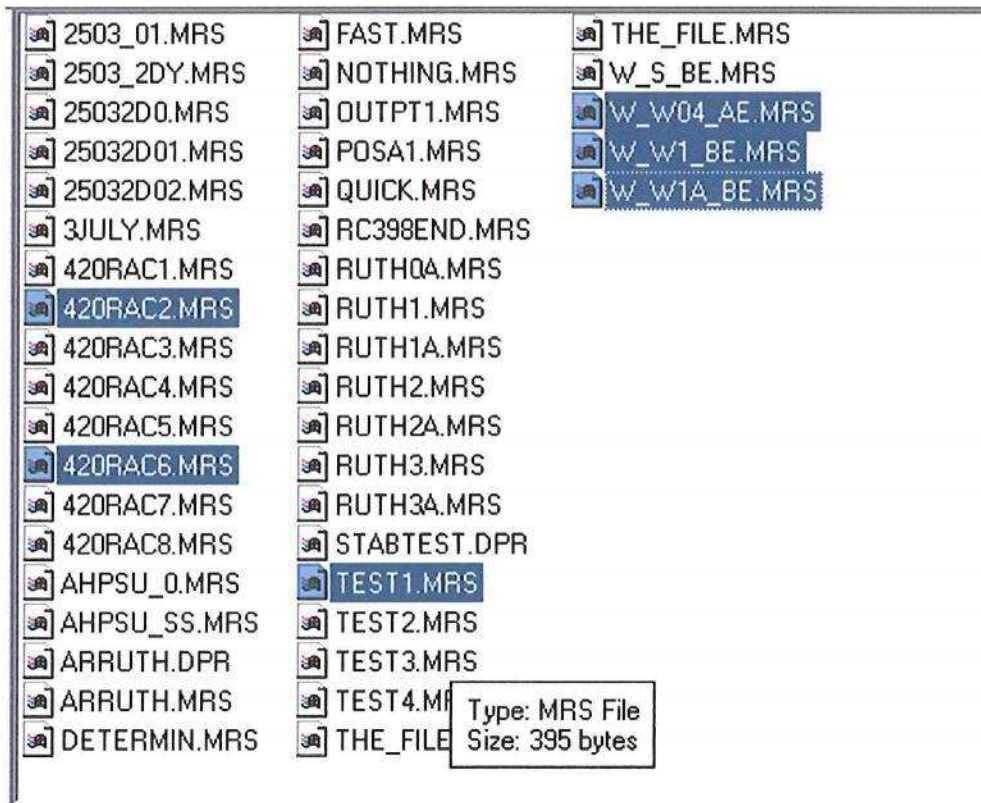 2503_01.MRS
2503_2DY.MRS
25032D0.MRS
25032D01.MRS
25032D02.MRS
3JULY.MRS
420RAC1.MRS
420RAC2.MRS
420RAC3.MRS
420RAC4.MRS
420RAC5.MRS
420RAC6.MRS
420RAC7.MRS
420RAC8.MRS
AHPSU_0.MRS
AHPSU_SS.MRS
ARRUTH.DPR
ARRUTH.MRS
DETERMIN.MRS
FAST.MRS
NOTHING.MRS
OUTPT1.MRS
POSA1.MRS
QUICK.MRS
RC398END.MRS
RUTH0A.MRS
RUTH1.MRS
RUTH1A.MRS
RUTH2.MRS
RUTH2A.MRS
RUTH3.MRS
RUTH3A.MRS
STABTEST.DPR
TEST1.MRS
TEST2.MRS
TEST3.MRS
TEST4.M
THE_FILE
THE_FILE.MRS
W_S_BE.MRS
W_W04_AE.MRS
W_W1_BE.MRS
W_W1A_BE.MRS
Type: MRS File
Size: 395 bytes